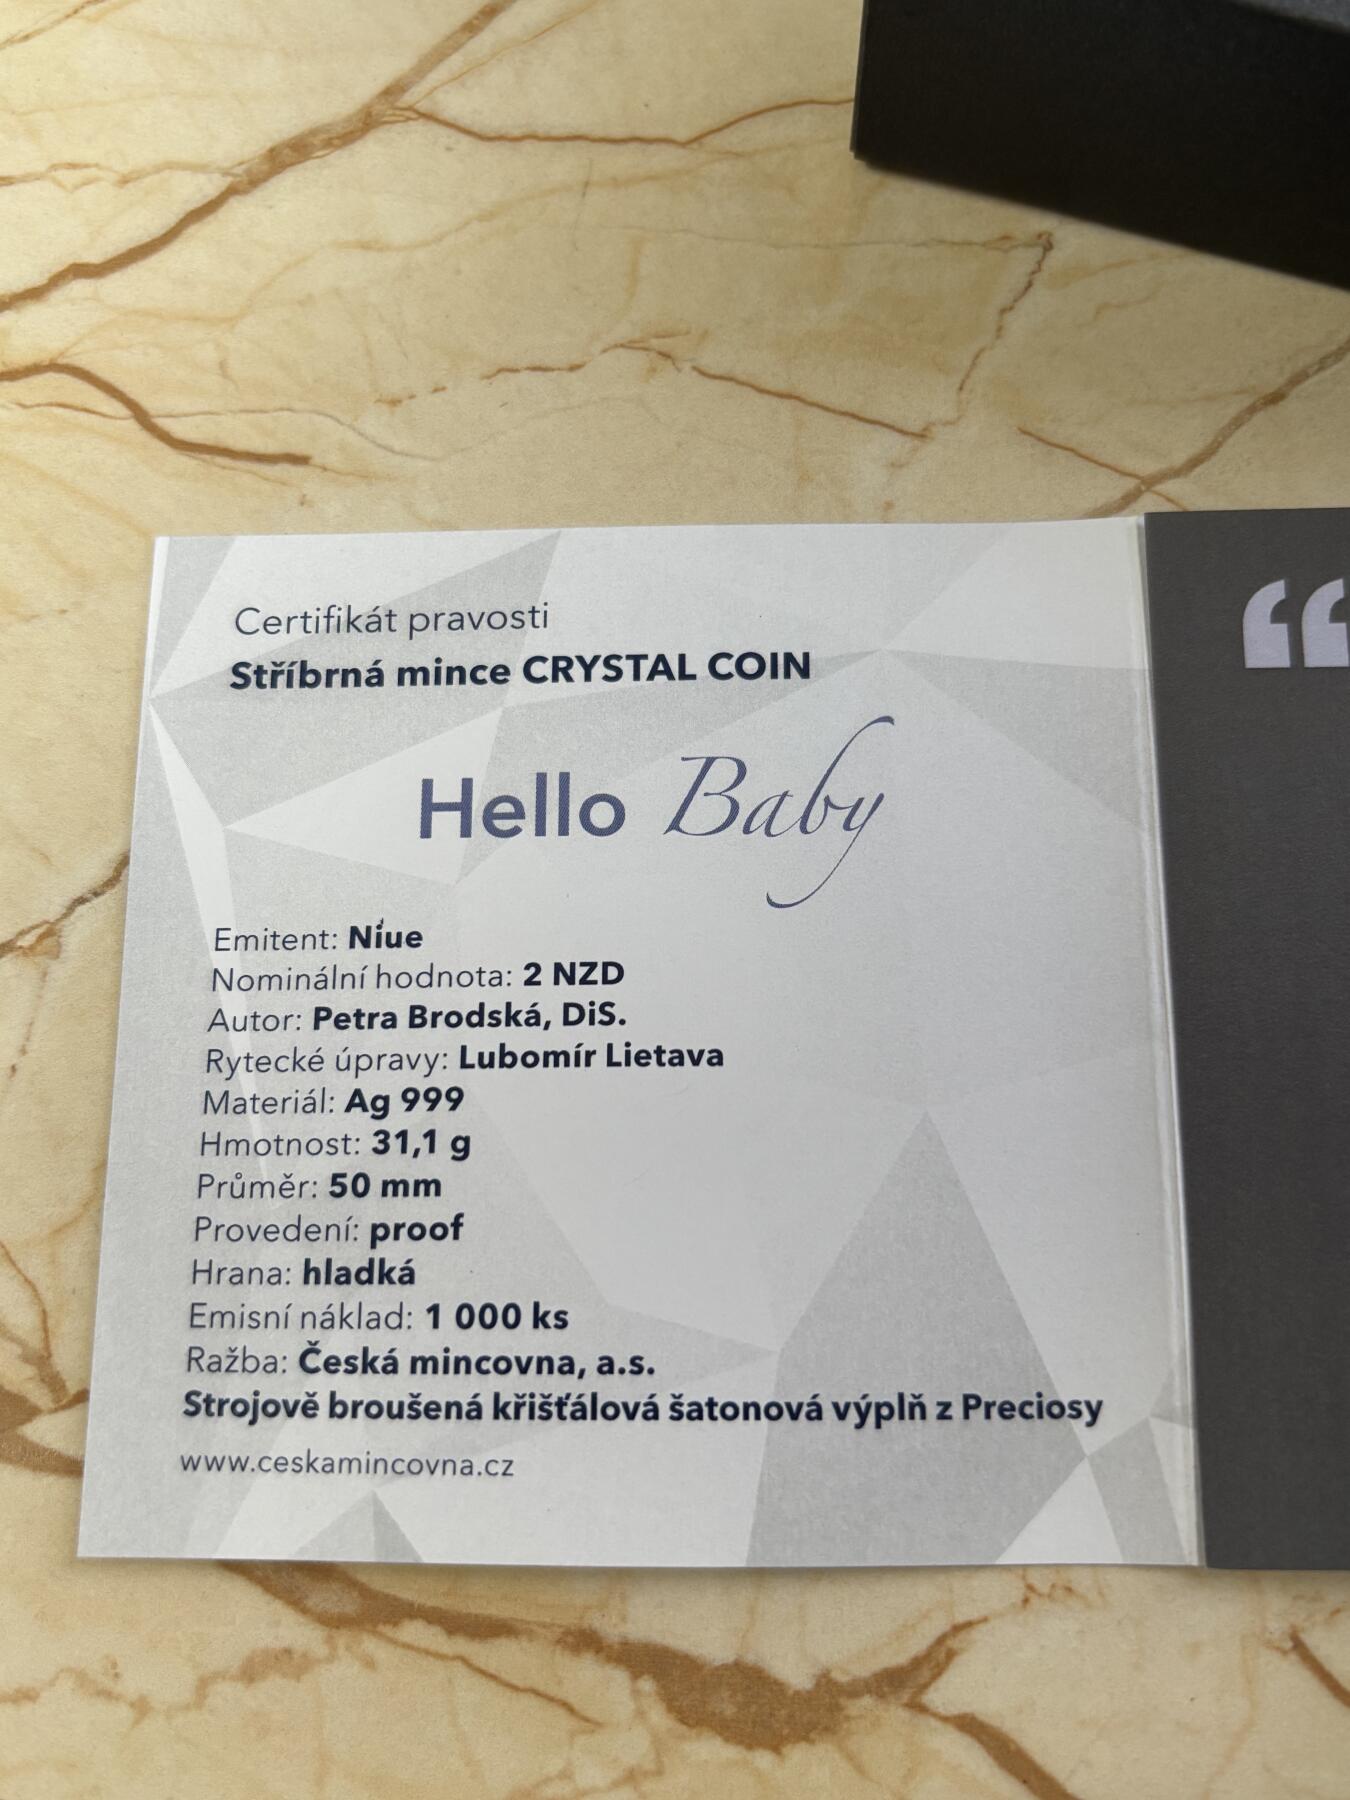 Certifikát pravosti
Stříbrná mince CRYSTAL COIN
Hello Baby
Emitent: Niue
Nominální hodnota: 2 NZD
Autor: Petra Brodská, DiS.
Rytecké úpravy: Lubomír Lietava
Materiál: Ag 999
Hmotnost: 31,1 g
Průměr: 50 mm
Provedení: proof
Hrana: hladká
Emisní náklad: 1 000 ks
Ražba: Česká mincovna, a.s.
Strojově broušená křišťálová šatonová výplň z Preciosy
www.ceskamincovna.cz
“